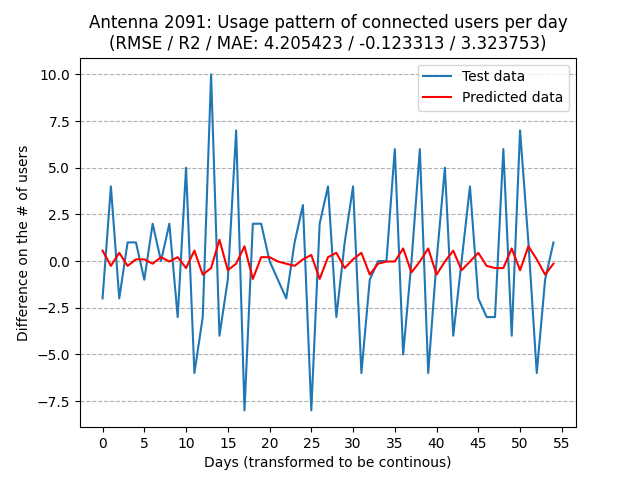 Antenna 2091: Usage pattern of connected users per day
(RMSE / R2 / MAE: 4.205423 / -0.123313 / 3.323753)
Test data
Predicted data
Difference on the # of users
10.0
7.5
5.0
2.5
0.0
−2.5
−5.0
−7.5
0 5 10 15 20 25 30 35 40 45 50 55
Days (transformed to be continous)